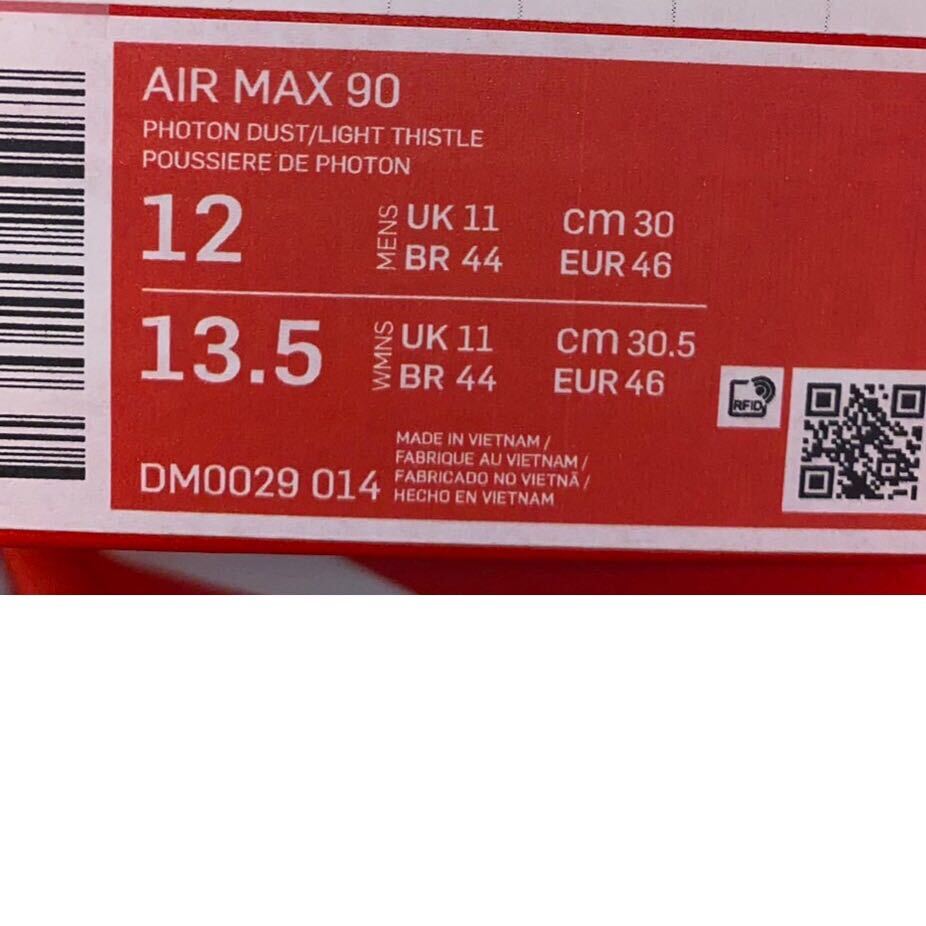 AIR MAX 90
PHOTON DUST/LIGHT THISTLE
POUSSIERE DE PHOTON
12 MENS UK 11 cm 30
BR 44 EUR 46
13.5 WMNS UK 11 cm 30.5
BR 44 EUR 46
RFID
DM0029 014
MADE IN VIETNAM /
FABRIQUE AU VIETNAM /
FABRICADO NO VIETNÃ /
HECHO EN VIETNAM